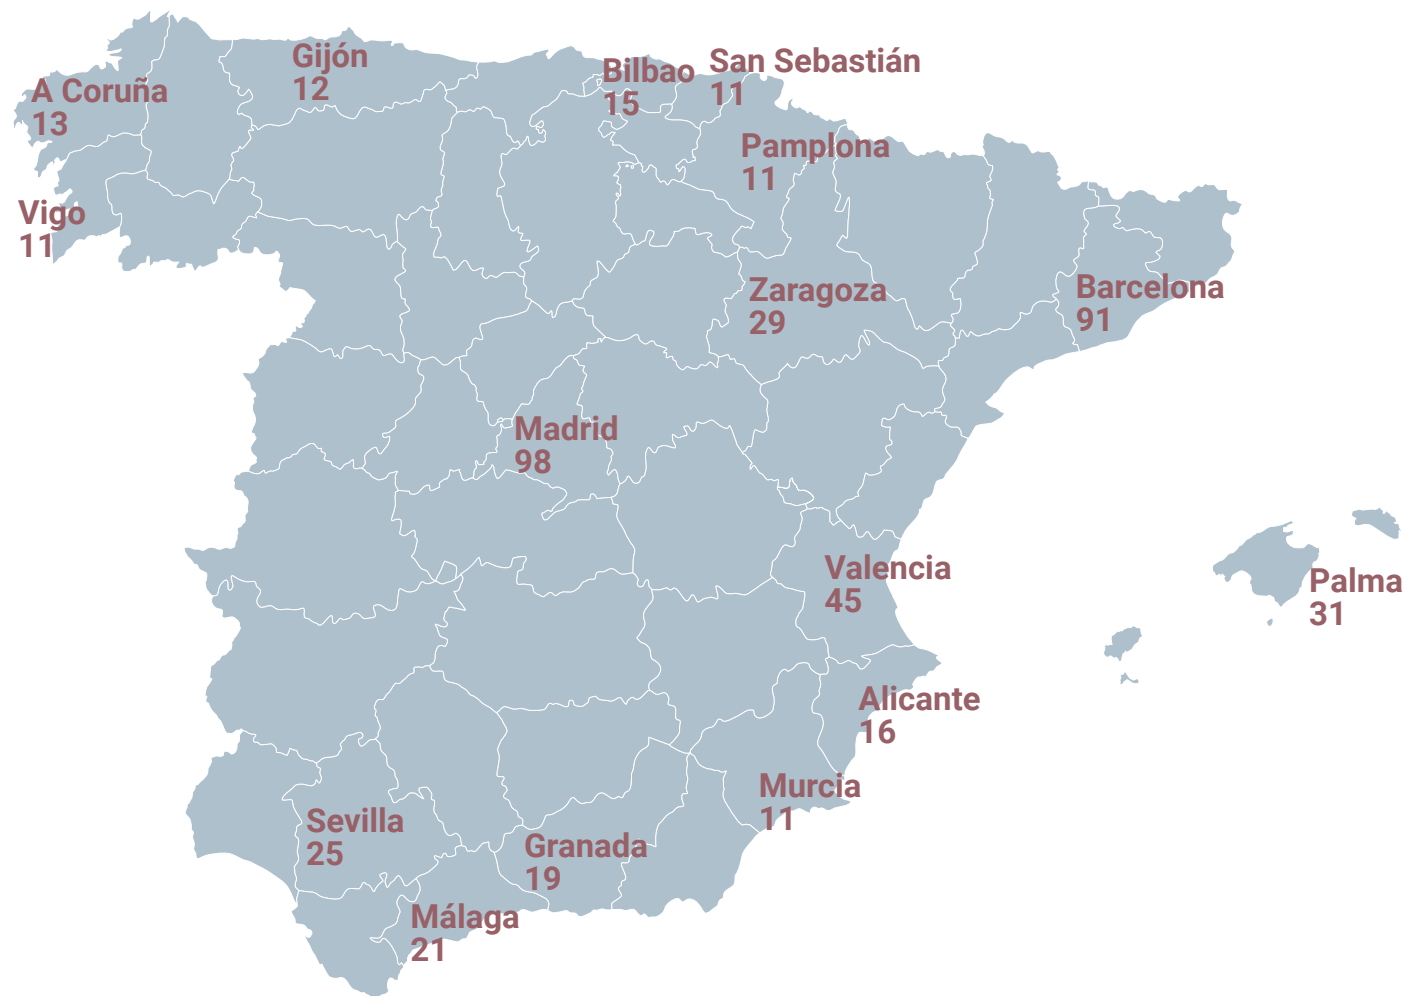 Gijón
12
Bilbao
15
San Sebastián
11
A Coruña
13
Pamplona
11
Vigo
11
Zaragoza
29
Barcelona
91
Madrid
98
Valencia
45
Palma
31
Alicante
16
Murcia
11
Sevilla
25
Granada
19
Málaga
21